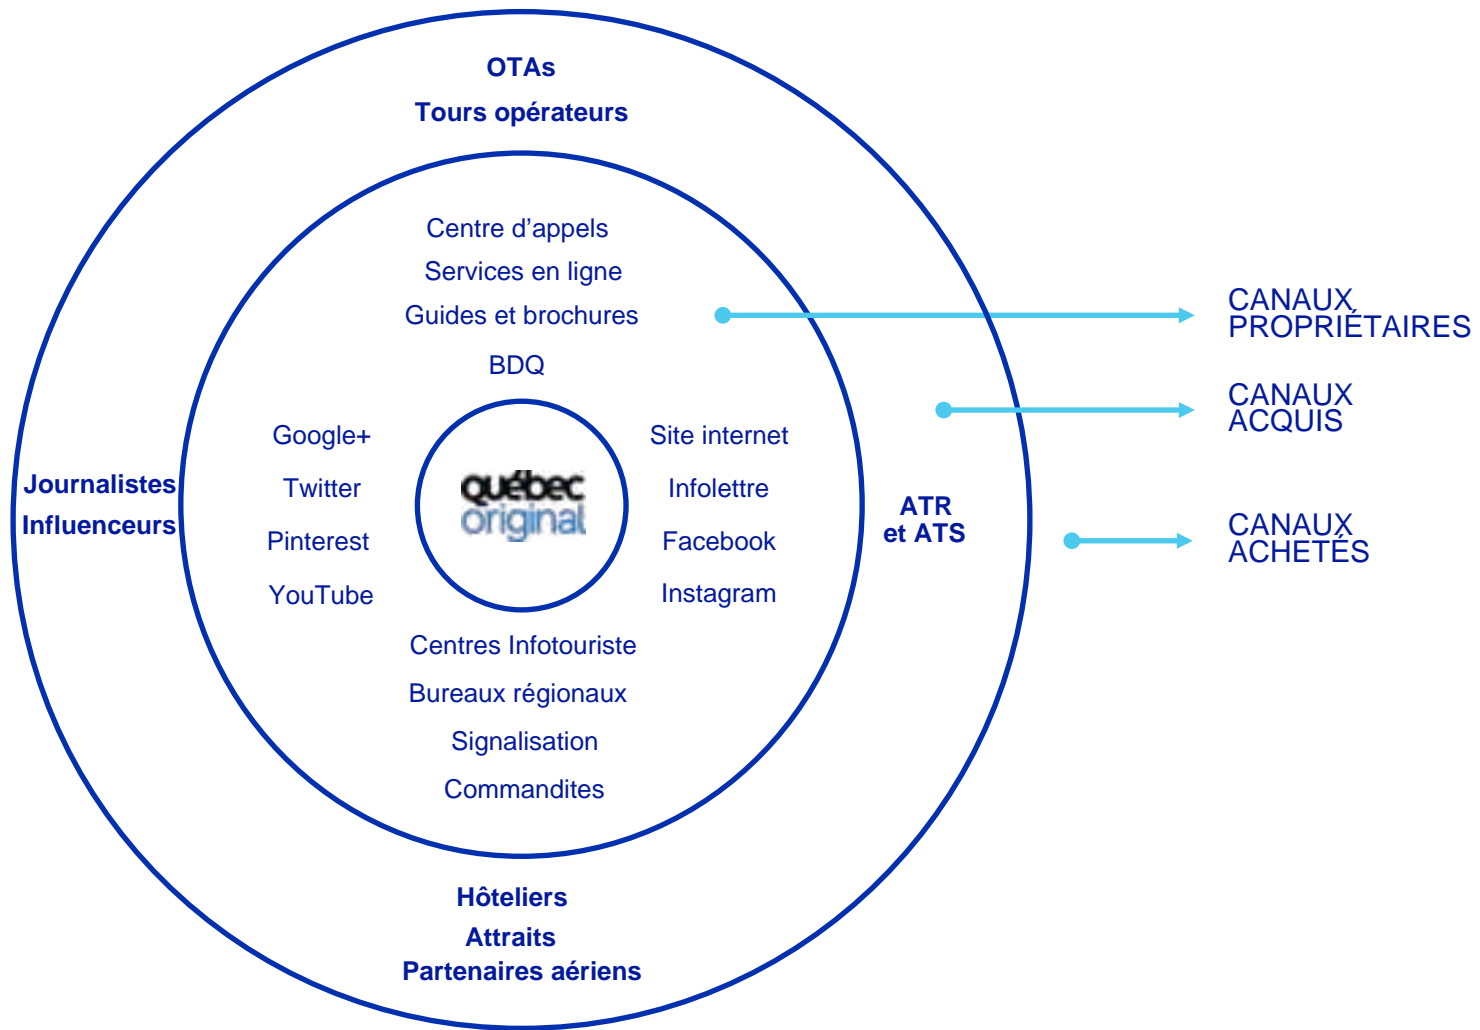 OTAs
Tours opérateurs
Centre d’appels
Services en ligne
Guides et brochures
BDQ
CANAUX
PROPRIÉTAIRES
CANAUX
ACQUIS
CANAUX
ACHETÉS
Google+
Twitter
Pinterest
YouTube
québec
original
Site internet
Infolettre
Facebook
Instagram
Journalistes
Influenceurs
ATR
et ATS
Centres Infotouriste
Bureaux régionaux
Signalisation
Commandites
Hôteliers
Attraits
Partenaires aériens